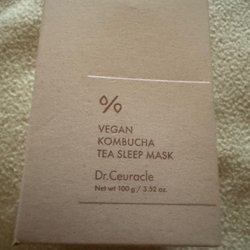 %
VEGAN
KOMBUCHA
TEA SLEEP MASK
Dr.Ceuracle
Net wt 100 g / 3.52 oz.